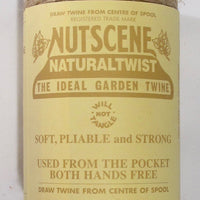 DRAW TWINE FROM CENTRE OF SPOOL
REGISTERED TRADE MARK
NUTSCENE
NATURALTWIST
THE IDEAL GARDEN TWINE
WILL
NOT
TANGLE
SOFT, PLIABLE and STRONG
USED FROM THE POCKET
BOTH HANDS FREE
DRAW TWINE FROM CENTRE OF SPOOL